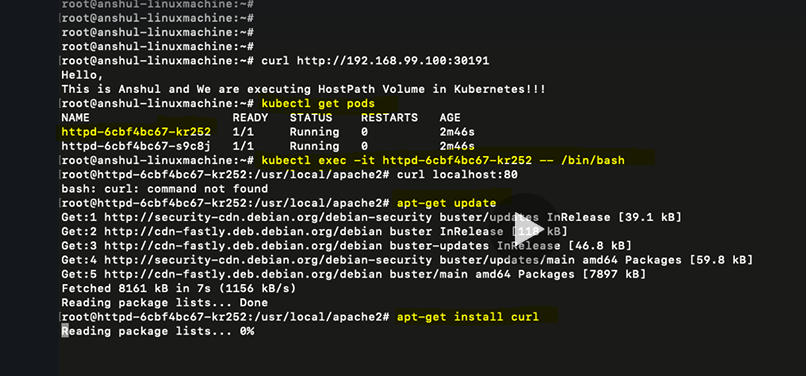 root@anshul-linuxmachine:~#
[root@anshul-linuxmachine:~#
[root@anshul-linuxmachine:~#
[root@anshul-linuxmachine:~#
[root@anshul-linuxmachine:~# curl http://192.168.99.100:30191
Hello,
This is Anshul and We are executing HostPath Volume in Kubernetes!!!
[root@anshul-linuxmachine:~# kubectl get pods
NAME READY STATUS RESTARTS AGE
httpd-6cbf4bc67-kr252 1/1 Running 0 2m46s
httpd-6cbf4bc67-s9c8j 1/1 Running 0 2m46s
[root@anshul-linuxmachine:~# kubectl exec -it httpd-6cbf4bc67-kr252 -- /bin/bash
[root@httpd-6cbf4bc67-kr252:/usr/local/apache2# curl localhost:80
bash: curl: command not found
[root@httpd-6cbf4bc67-kr252:/usr/local/apache2# apt-get update
Get:1 http://security-cdn.debian.org/debian-security buster/updates InRelease [39.1 kB]
Get:2 http://cdn-fastly.deb.debian.org/debian buster InRelease [118 kB]
Get:3 http://cdn-fastly.deb.debian.org/debian buster-updates InRelease [46.8 kB]
Get:4 http://security-cdn.debian.org/debian-security buster/updates/main amd64 Packages [59.8 kB]
Get:5 http://cdn-fastly.deb.debian.org/debian buster/main amd64 Packages [7897 kB]
Fetched 8161 kB in 7s (1156 kB/s)
Reading package lists... Done
[root@httpd-6cbf4bc67-kr252:/usr/local/apache2# apt-get install curl
Reading package lists... 0%